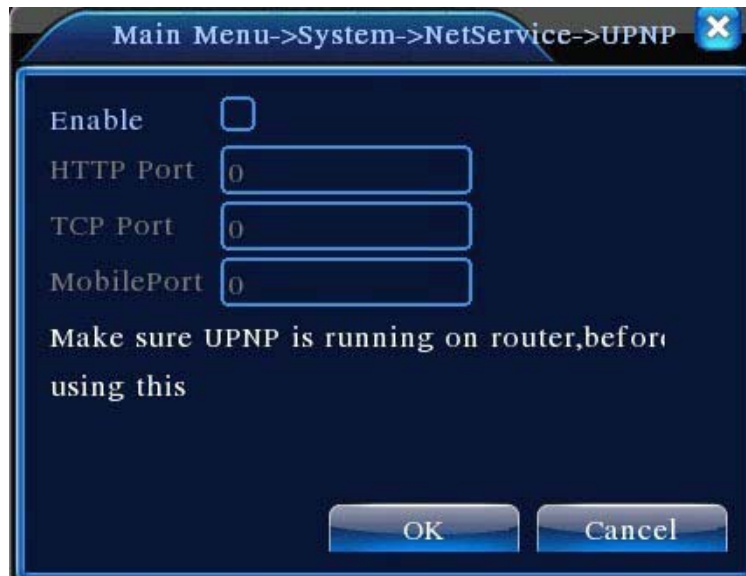 Main Menu->System->NetService->UPNP
Enable
HTTP Port 0
TCP Port 0
MobilePort 0
Make sure UPNP is running on router,before
using this
OK Cancel